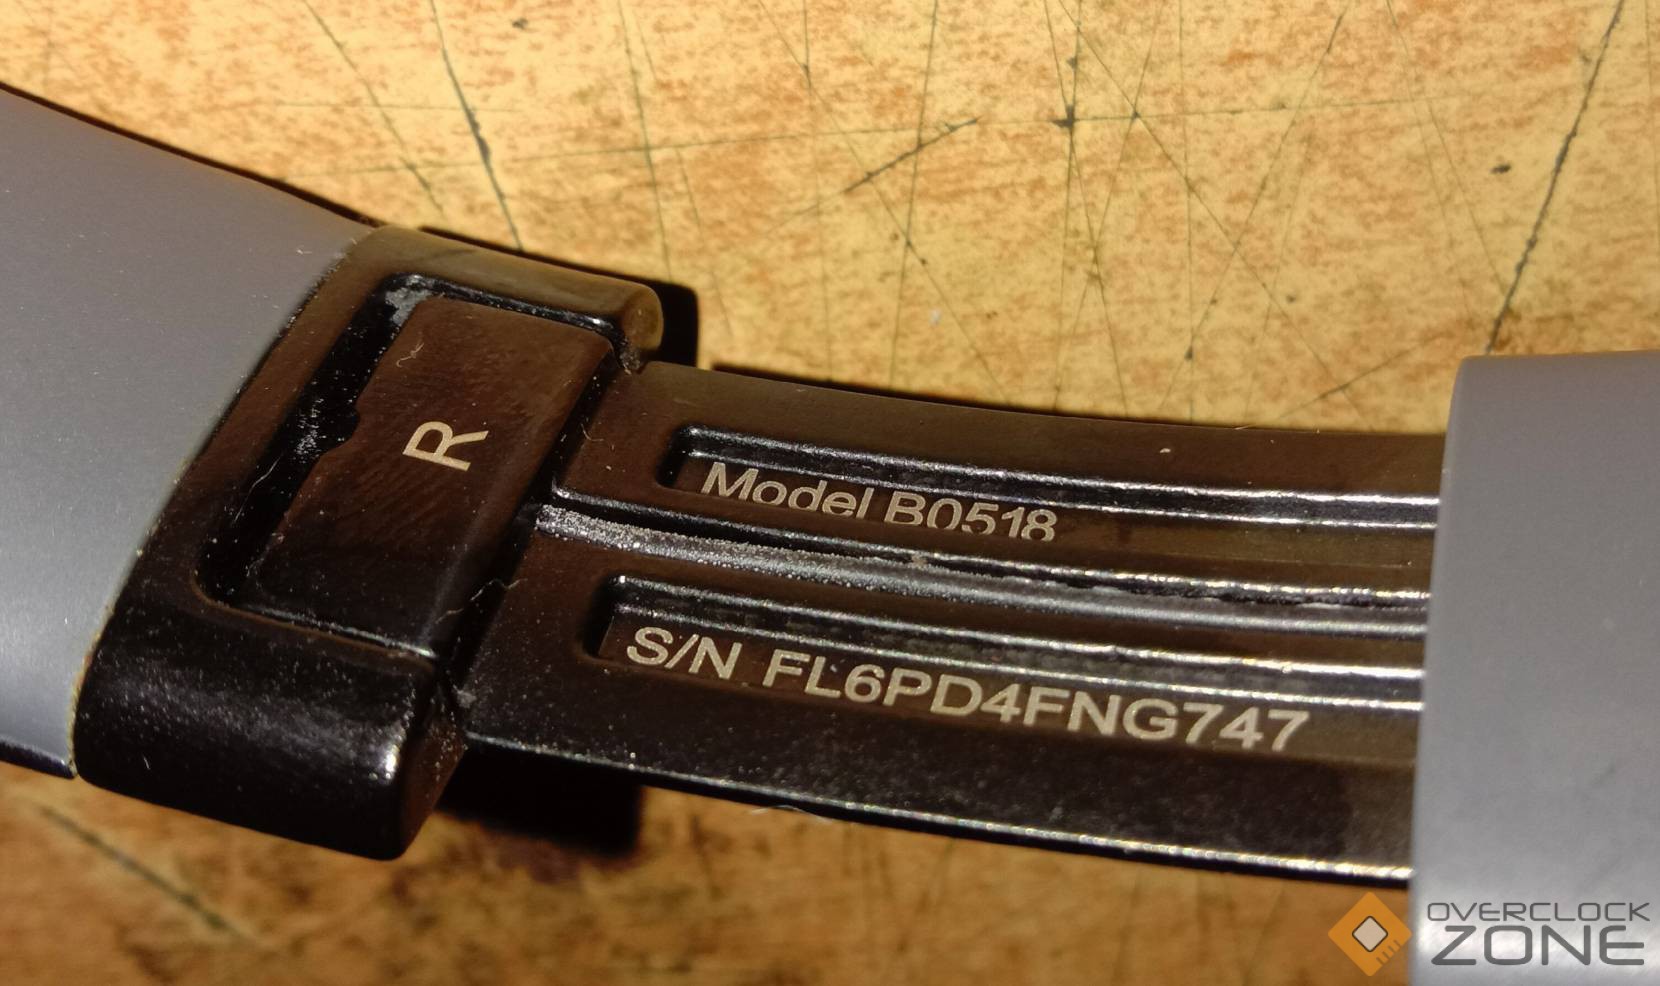 R
Model B0518
S/N FL6PD4FNG747
OVERCLOCK
ZONE